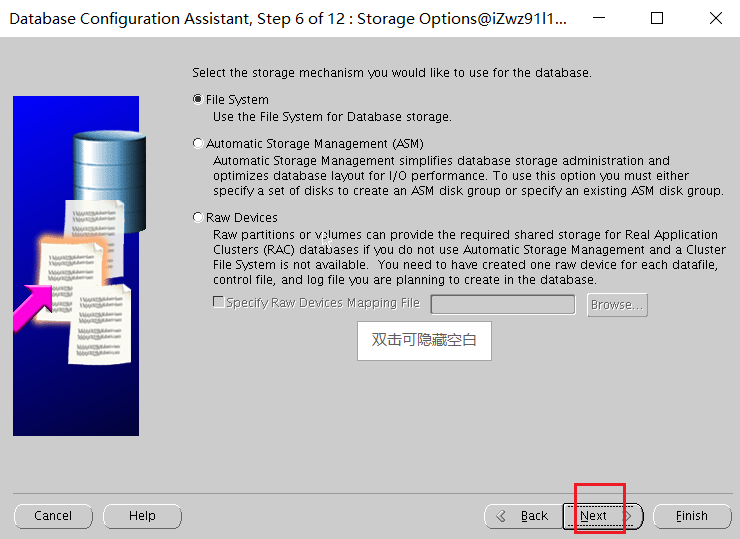 Database Configuration Assistant, Step 6 of 12 : Storage Options@iZwz91l1...
Select the storage mechanism you would like to use for the database.
File System
Use the File System for Database storage.
Automatic Storage Management (ASM)
Automatic Storage Management simplifies database storage administration and
optimizes database layout for I/O performance. To use this option you must either
specify a set of disks to create an ASM disk group or specify an existing ASM disk group.
Raw Devices
Raw partitions or volumes can provide the required shared storage for Real Application
Clusters (RAC) databases if you do not use Automatic Storage Management and a Cluster
File System is not available. You need to have created one raw device for each datafile,
control file, and log file you are planning to create in the database.
Specify Raw Devices Mapping File
Browse...
双击可隐藏空白
Cancel
Help
Back
Next
Finish